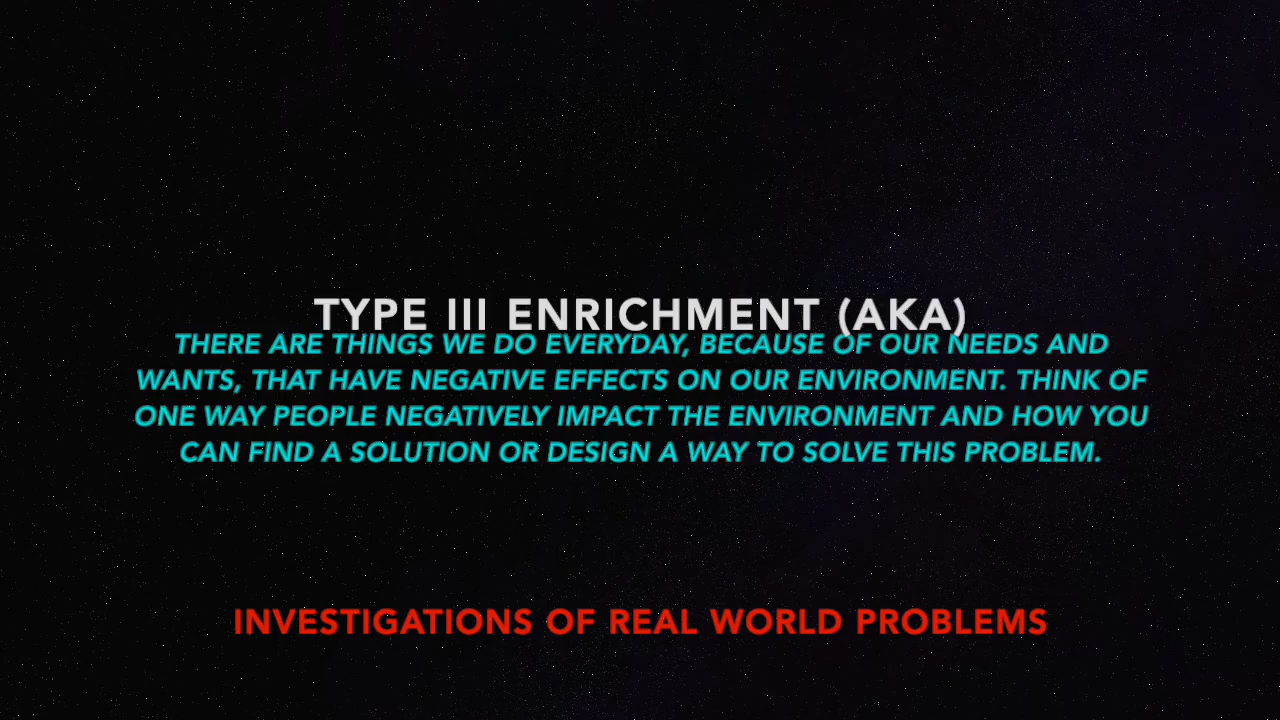 TYPE III ENRICHMENT (AKA)
THERE ARE THINGS WE DO EVERYDAY, BECAUSE OF OUR NEEDS AND
WANTS, THAT HAVE NEGATIVE EFFECTS ON OUR ENVIRONMENT. THINK OF
ONE WAY PEOPLE NEGATIVELY IMPACT THE ENVIRONMENT AND HOW YOU
CAN FIND A SOLUTION OR DESIGN A WAY TO SOLVE THIS PROBLEM.
INVESTIGATIONS OF REAL WORLD PROBLEMS